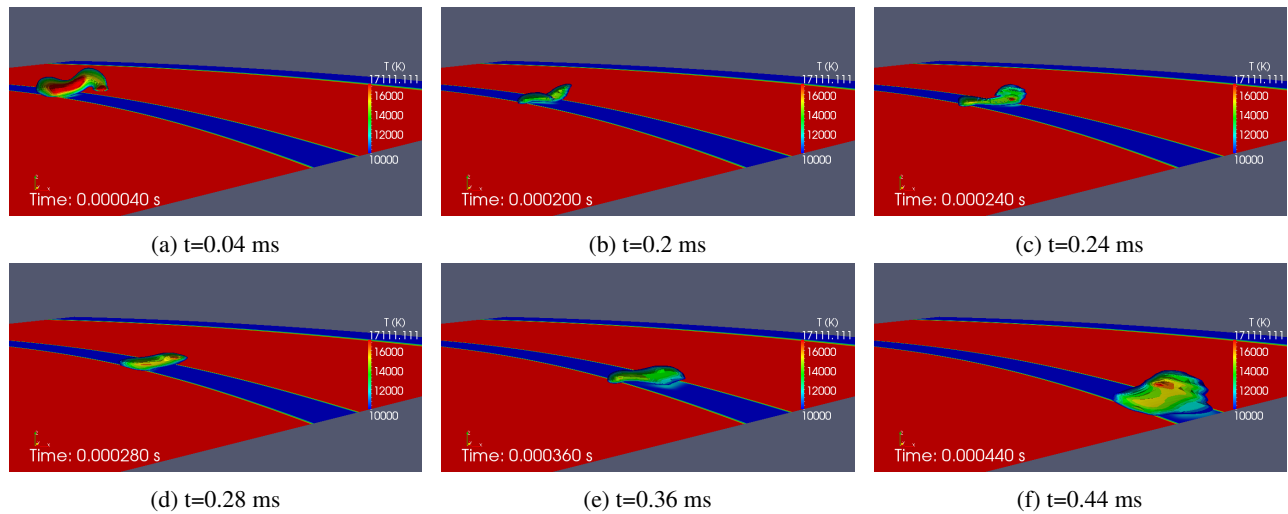 T (K)
17111.111
16000
14000
12000
10000
Time: 0.000040 s
(a) t=0.04 ms
T (K)
17111.111
16000
14000
12000
10000
Time: 0.000200 s
(b) t=0.2 ms
T (K)
17111.111
16000
14000
12000
10000
Time: 0.000240 s
(c) t=0.24 ms
T (K)
17111.111
16000
14000
12000
10000
Time: 0.000280 s
(d) t=0.28 ms
T (K)
17111.111
16000
14000
12000
10000
Time: 0.000360 s
(e) t=0.36 ms
T (K)
17111.111
16000
14000
12000
10000
Time: 0.000440 s
(f) t=0.44 ms